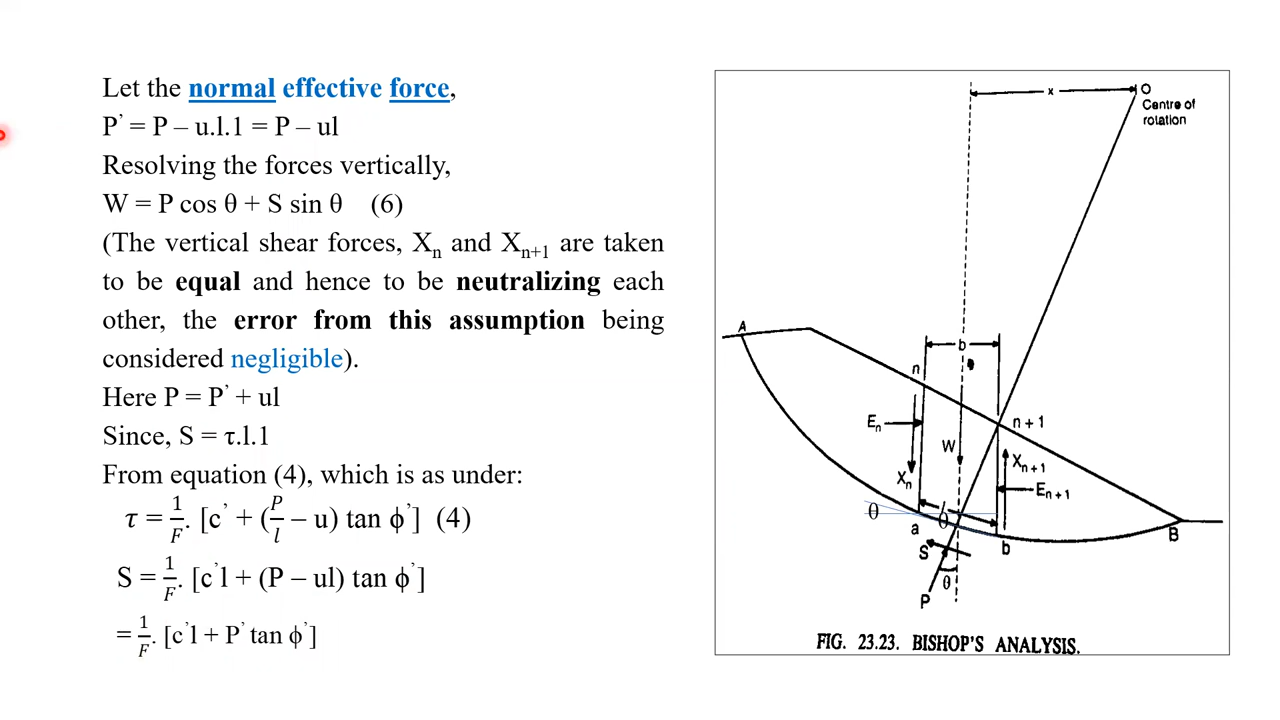 Let the normal effective force,
P’ = P – u.l.1 = P – ul
Resolving the forces vertically,
W = P cos θ + S sin θ (6)
(The vertical shear forces, Xn and Xn+1 are taken
to be equal and hence to be neutralizing each
other, the error from this assumption being
considered negligible).
Here P = P’ + ul
Since, S = τ.l.1
From equation (4), which is as under:
τ = 1/F. [c’ + (P/l – u) tan ϕ’] (4)
S = 1/F. [c’l + (P – ul) tan ϕ’]
= 1/F. [c’l + P’ tan ϕ’]
x
O
Centre of
rotation
A
b
n
En
n + 1
W
Xn
Xn+1
En+1
θ
a
l
b
B
S
θ
P
FIG. 23.23. BISHOP'S ANALYSIS.